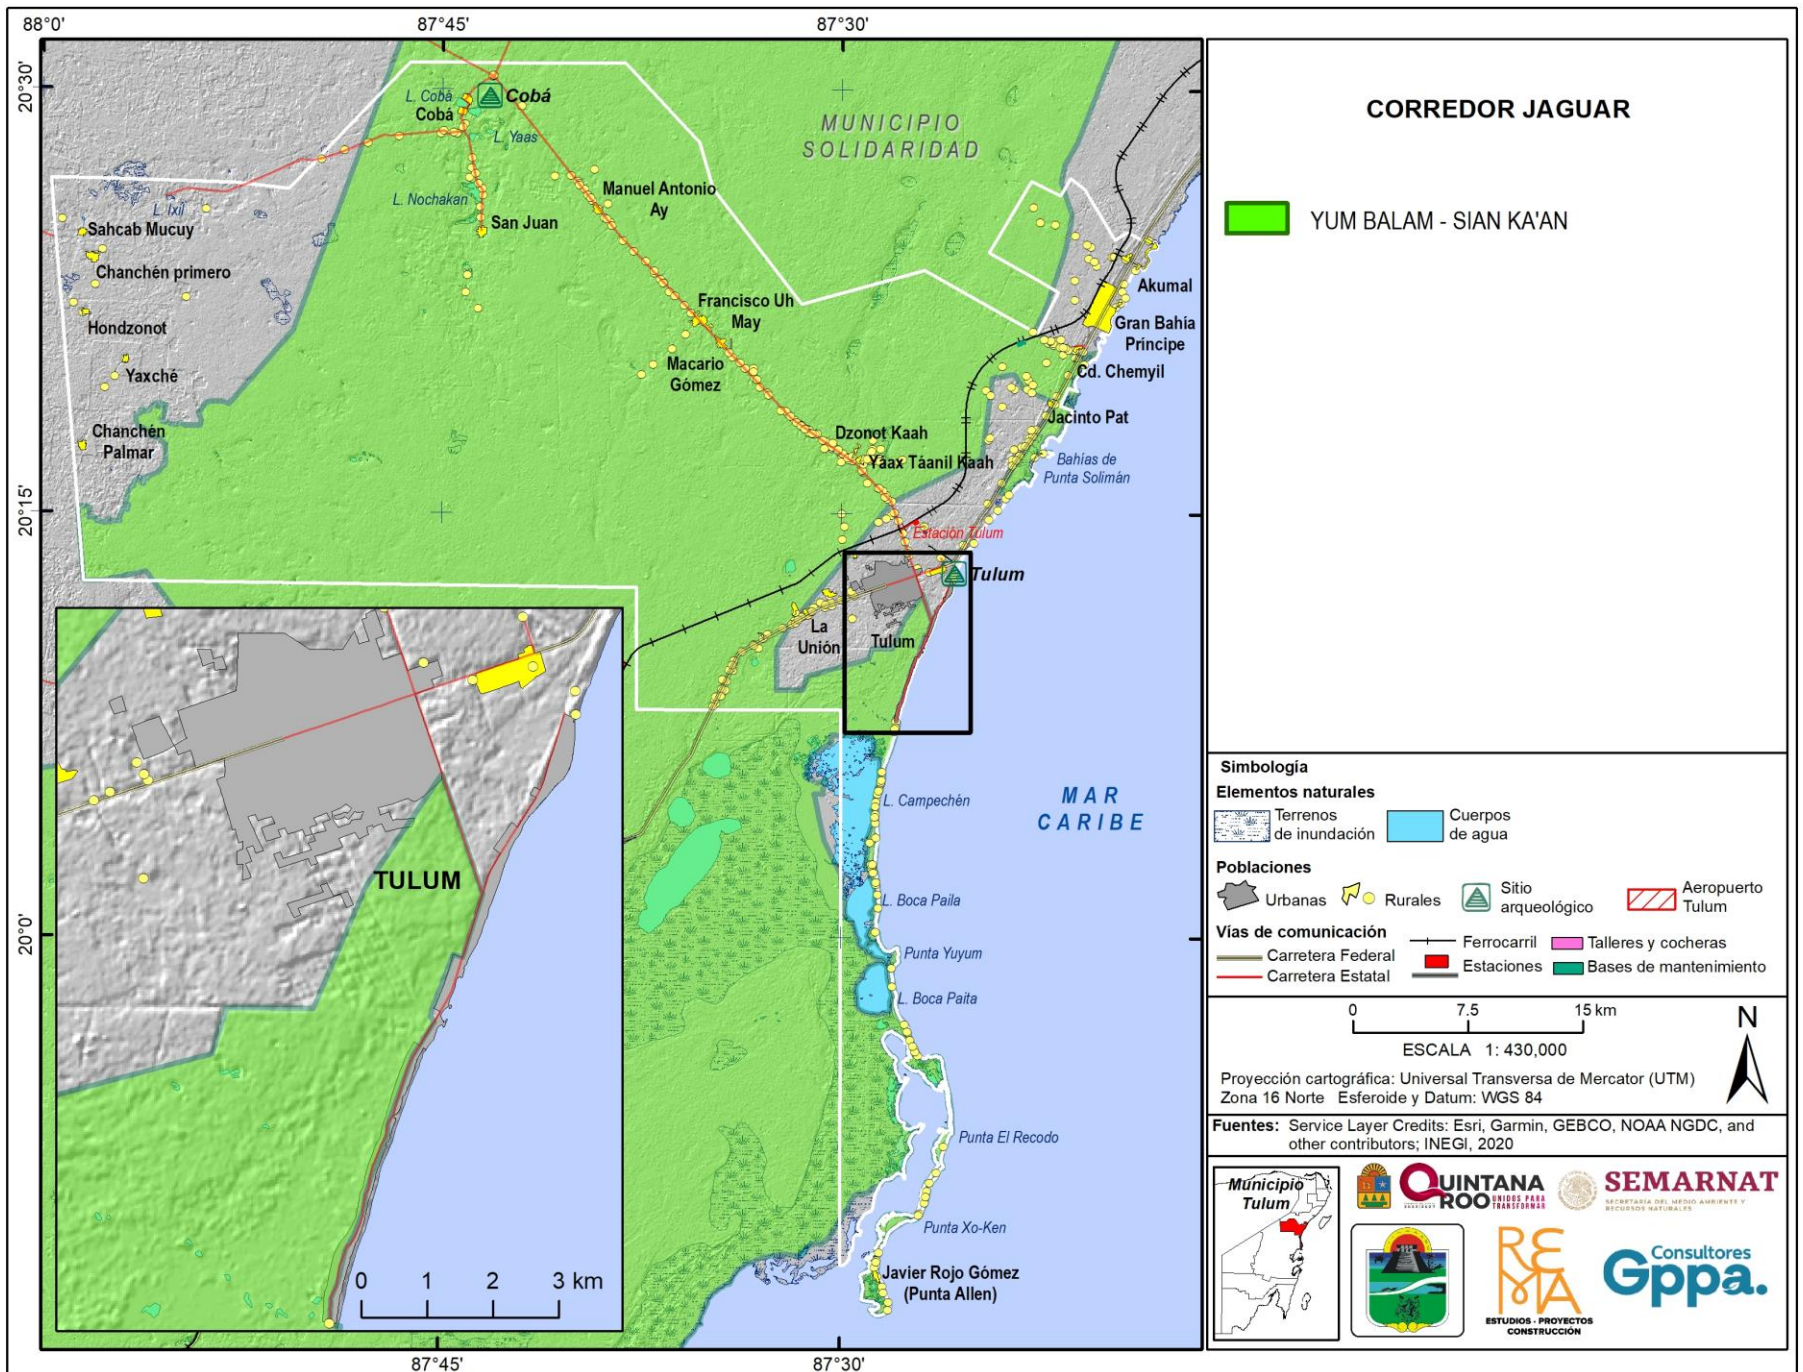 88°0'
87°45'
87°30'
20°30'
20°15'
20°0'
87°45'
87°30'
L. Cobá
Cobá
Cobá
L. Yaas
MUNICIPIO
SOLIDARIDAD
L. Nochakan
San Juan
Manuel Antonio
Ay
L. Ixil
Sahcab Mucuy
Chanchén primero
Hondzonot
Yaxché
Chanchén
Palmar
Francisco Uh
May
Macario
Gómez
Akumal
Gran Bahía
Príncipe
Cd. Chemyil
Jacinto Pat
Dzonot Kaah
Yáax Táanil Kaah
Bahías de
Punta Solimán
Estación Tulum
Tulum
La
Unión
Tulum
MAR
CARIBE
L. Campechén
L. Boca Paila
Punta Yuyum
L. Boca Paita
Punta El Recodo
Punta Xo-Ken
Javier Rojo Gómez
(Punta Allen)
TULUM
0 1 2 3 km
CORREDOR JAGUAR
YUM BALAM - SIAN KA'AN
Simbología
Elementos naturales
Terrenos
de inundación
Cuerpos
de agua
Poblaciones
Urbanas
Rurales
Sitio
arqueológico
Aeropuerto
Tulum
Vías de comunicación
Carretera Federal
Carretera Estatal
Ferrocarril
Estaciones
Talleres y cocheras
Bases de mantenimiento
0 7.5 15 km
ESCALA 1: 430,000
N
Proyección cartográfica: Universal Transversa de Mercator (UTM)
Zona 16 Norte Esferoide y Datum: WGS 84
Fuentes: Service Layer Credits: Esri, Garmin, GEBCO, NOAA NGDC, and
other contributors; INEGI, 2020
Municipio
Tulum
QUINTANA
ROO
UNIDOS PARA
TRANSFORMAR
SEMARNAT
SECRETARÍA DEL MEDIO AMBIENTE Y
RECURSOS NATURALES
REMA
ESTUDIOS · PROYECTOS
CONSTRUCCIÓN
Consultores
Gppa.